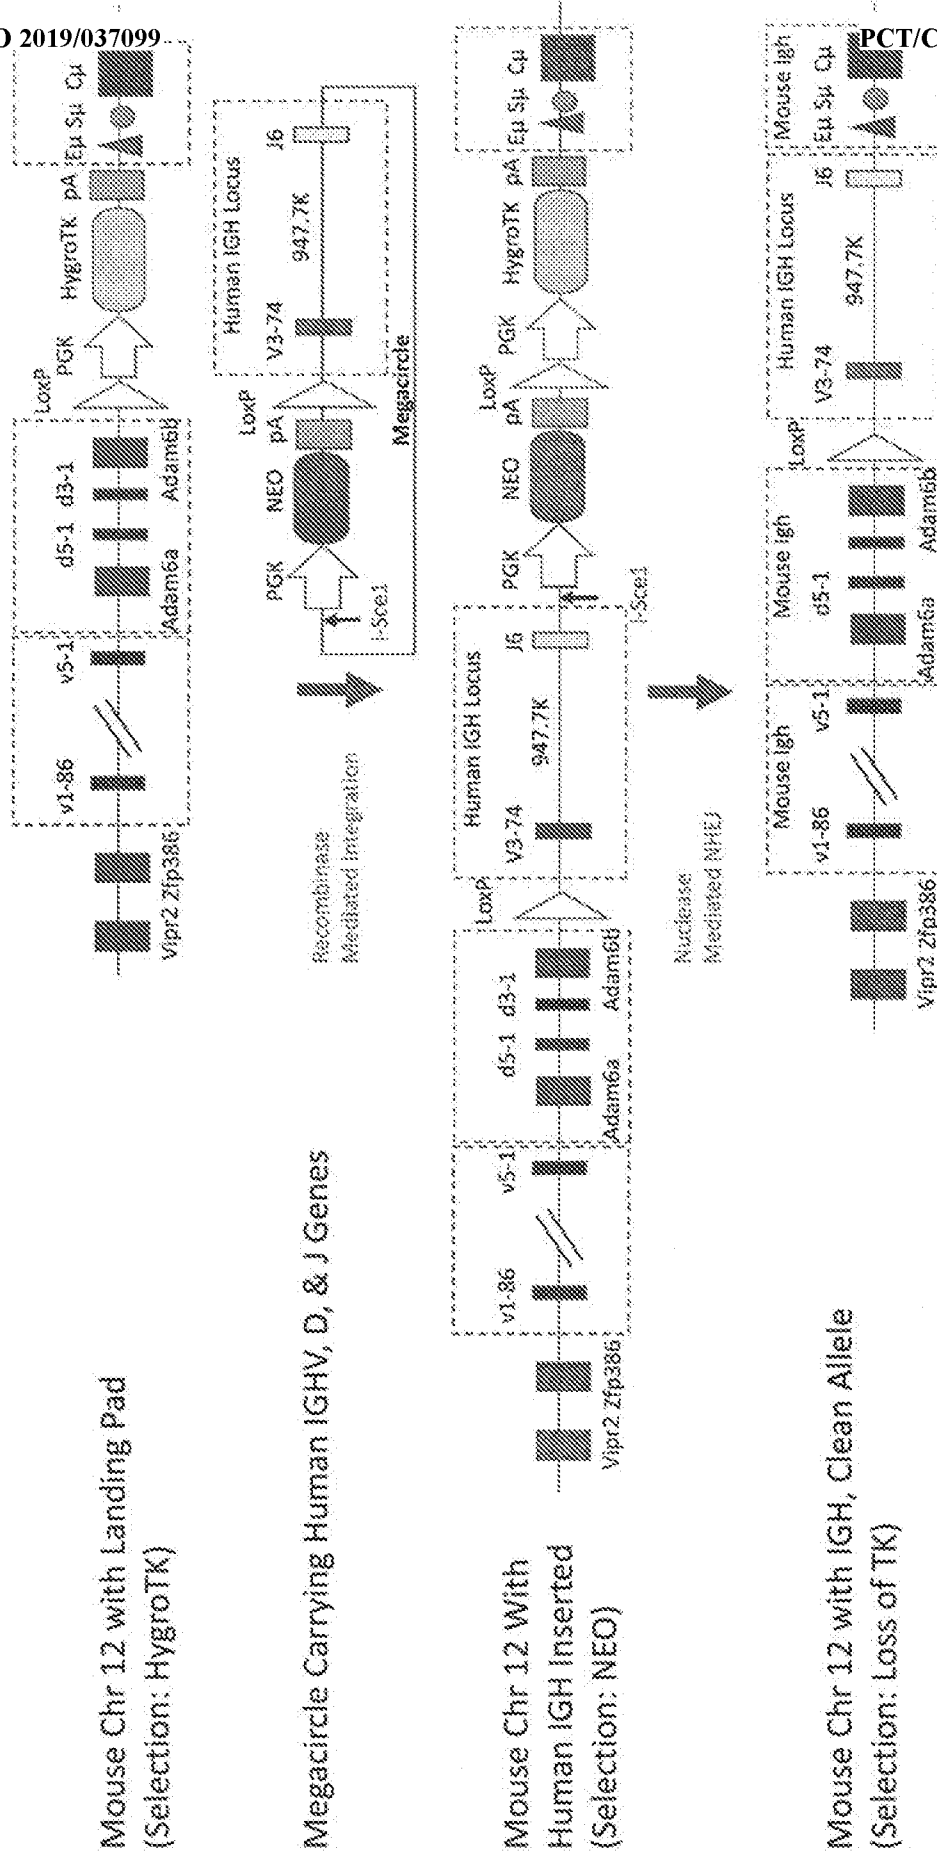 O 2019/037099
PCT/C
Mouse Chr 12 with Landing Pad
(Selection: HygroTK)
v1-86
v5-1
d5-1
d3-1
LoxP
PGK
HygroTK
pA
Eμ Sμ
Cμ
Vipr2 Zfp386
Adam6a
Adam6b
Megacircle Carrying Human IGHV, D, & J Genes
Recombinase
Mediated Integration
PGK
NEO
pA
LoxP
Human IGH Locus
V3-74
947.7K
J6
I-Sce1
Megacircle
Mouse Chr 12 With
Human IGH Inserted
(Selection: NEO)
v1-86
v5-1
d5-1
d3-1
LoxP
Human IGH Locus
V3-74
947.7K
J6
PGK
NEO
pA
LoxP
PGK
HygroTK
pA
Eμ Sμ
Cμ
Vipr2 Zfp386
Adam6a
Adam6b
I-Sce1
Nuclease
Mediated NHEJ
Mouse Chr 12 with IGH, Clean Allele
(Selection: Loss of TK)
Mouse Igh
v1-86
v5-1
Mouse Igh
d5-1
LoxP
Human IGH Locus
V3-74
947.7K
J6
Mouse Igh
Eμ Sμ
Cμ
Vipr2 Zfp386
Adam6a
Adam6b